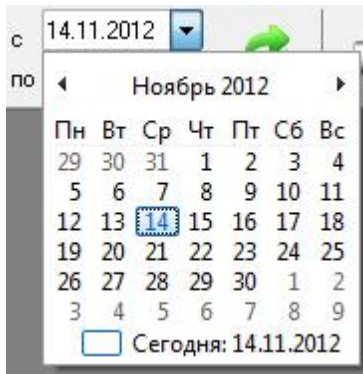 с 14.11.2012
по
Ноябрь 2012
Пн Вт Ср Чт Пт Сб Вс
29 30 31 1 2 3 4
5 6 7 8 9 10 11
12 13 14 15 16 17 18
19 20 21 22 23 24 25
26 27 28 29 30 1 2
3 4 5 6 7 8 9
Сегодня: 14.11.2012